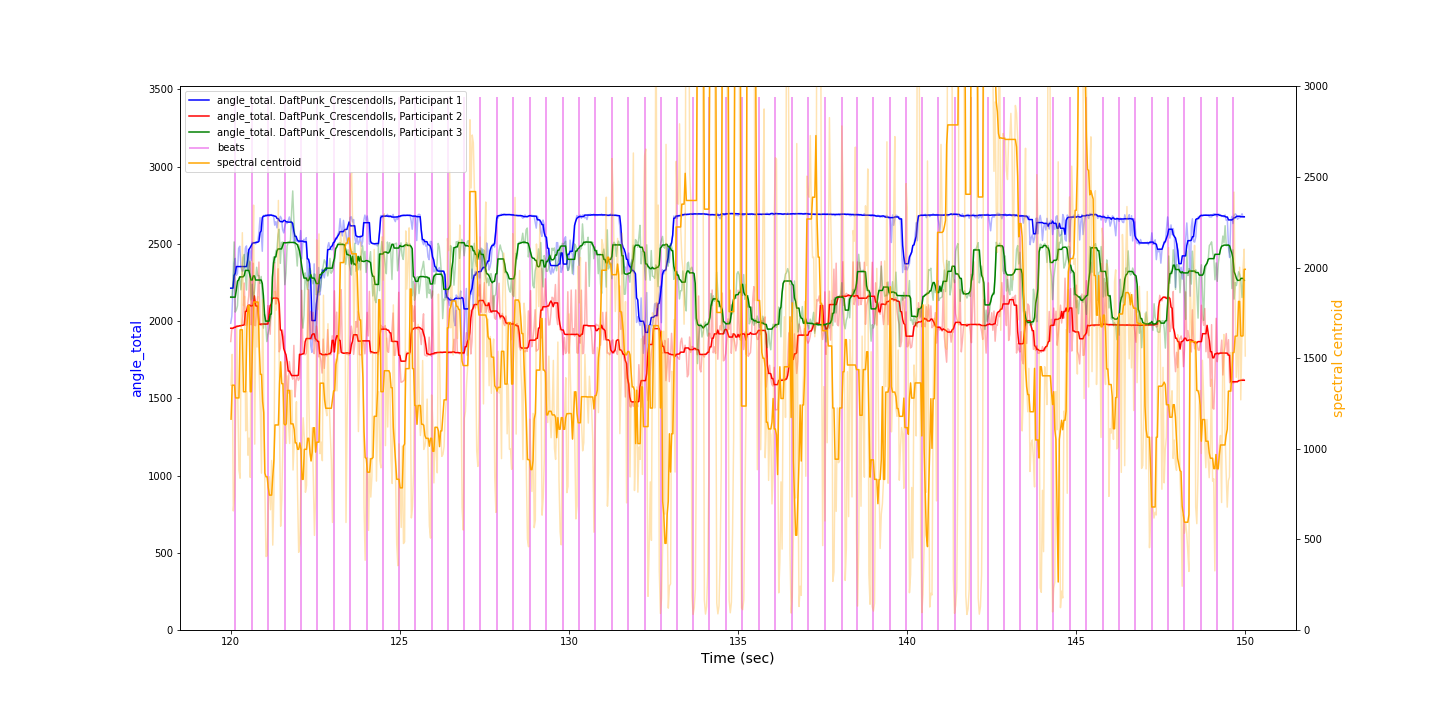 angle_total. DaftPunk_Crescendolls, Participant 1
angle_total. DaftPunk_Crescendolls, Participant 2
angle_total. DaftPunk_Crescendolls, Participant 3
beats
spectral centroid
3500
3000
2500
2000
1500
1000
500
0
angle_total
3000
2500
2000
1500
1000
500
0
spectral centroid
120
125
130
135
140
145
150
Time (sec)